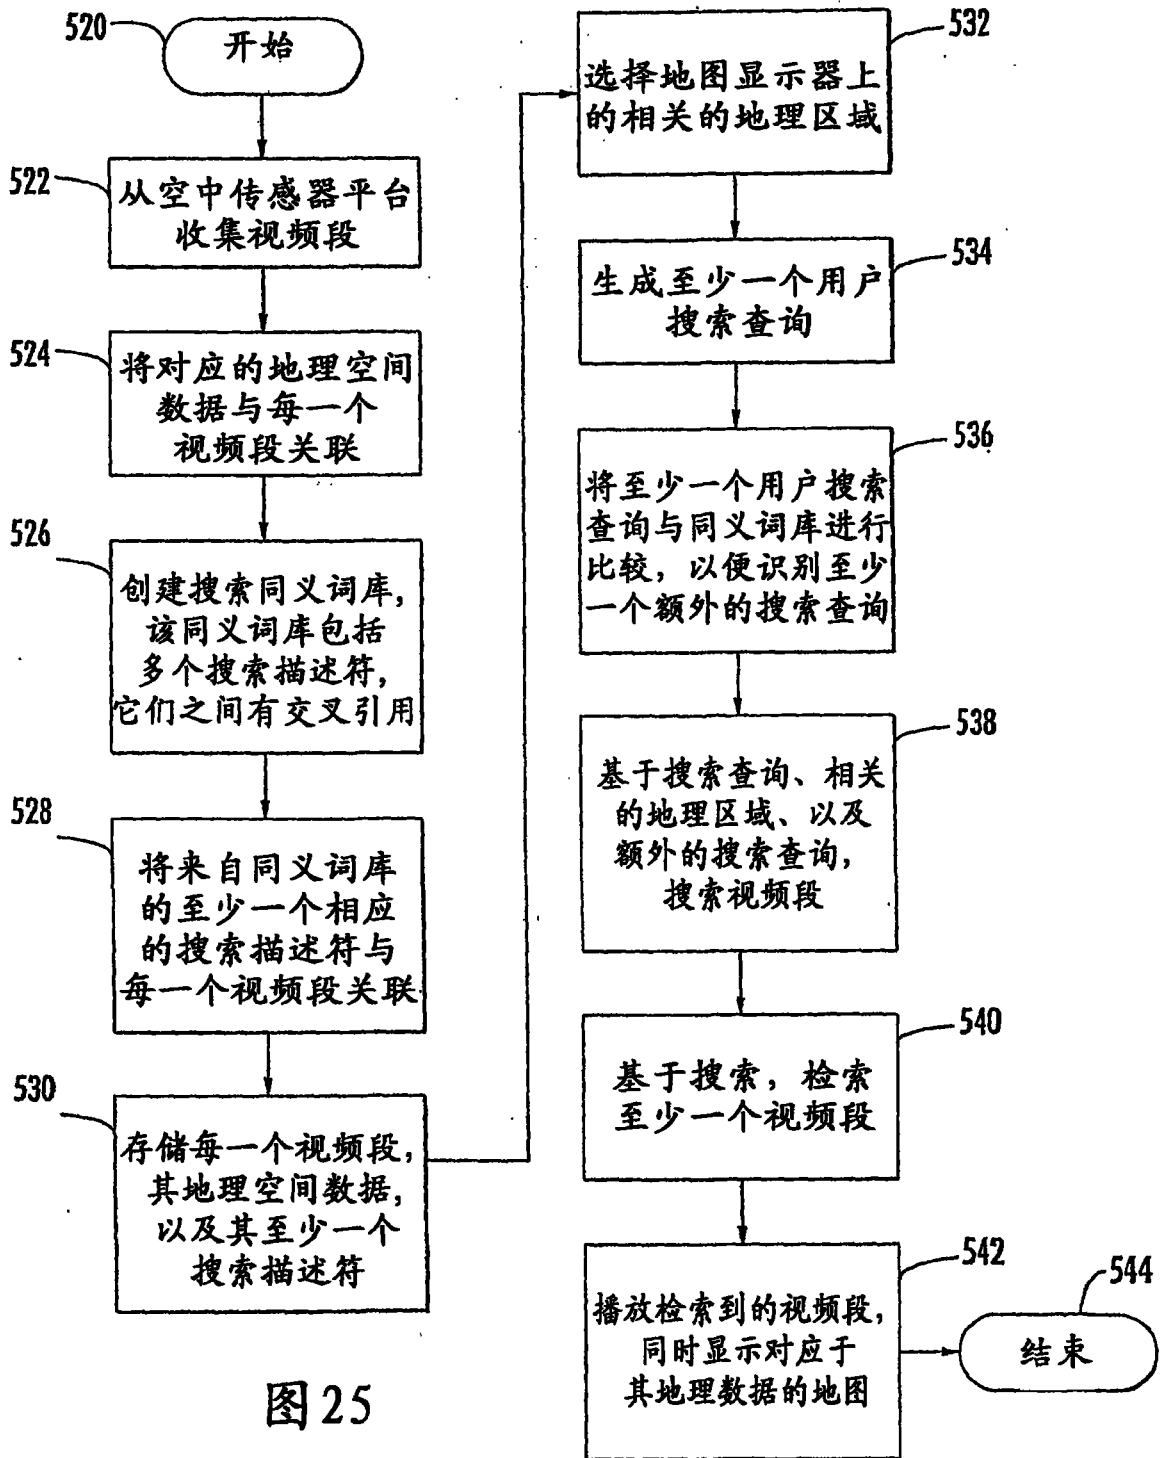 520
开始
522
从空中传感器平台
收集视频段
524
将对应的地理空间
数据与每一个
视频段关联
526
创建搜索同义词库，
该同义词库包括
多个搜索描述符，
它们之间有交叉引用
528
将来自同义词库
的至少一个相应
的搜索描述符与
每一个视频段关联
530
存储每一个视频段，
其地理空间数据，
以及其至少一个
搜索描述符
532
选择地图显示器上
的相关的地理区域
534
生成至少一个用户
搜索查询
536
将至少一个用户搜索
查询与同义词库进行
比较，以便识别至少
一个额外的搜索查询
538
基于搜索查询、相关
的地理区域、以及
额外的搜索查询，
搜索视频段
540
基于搜索，检索
至少一个视频段
542
播放检索到的视频段，
同时显示对应于
其地理数据的地图
544
结束
图25